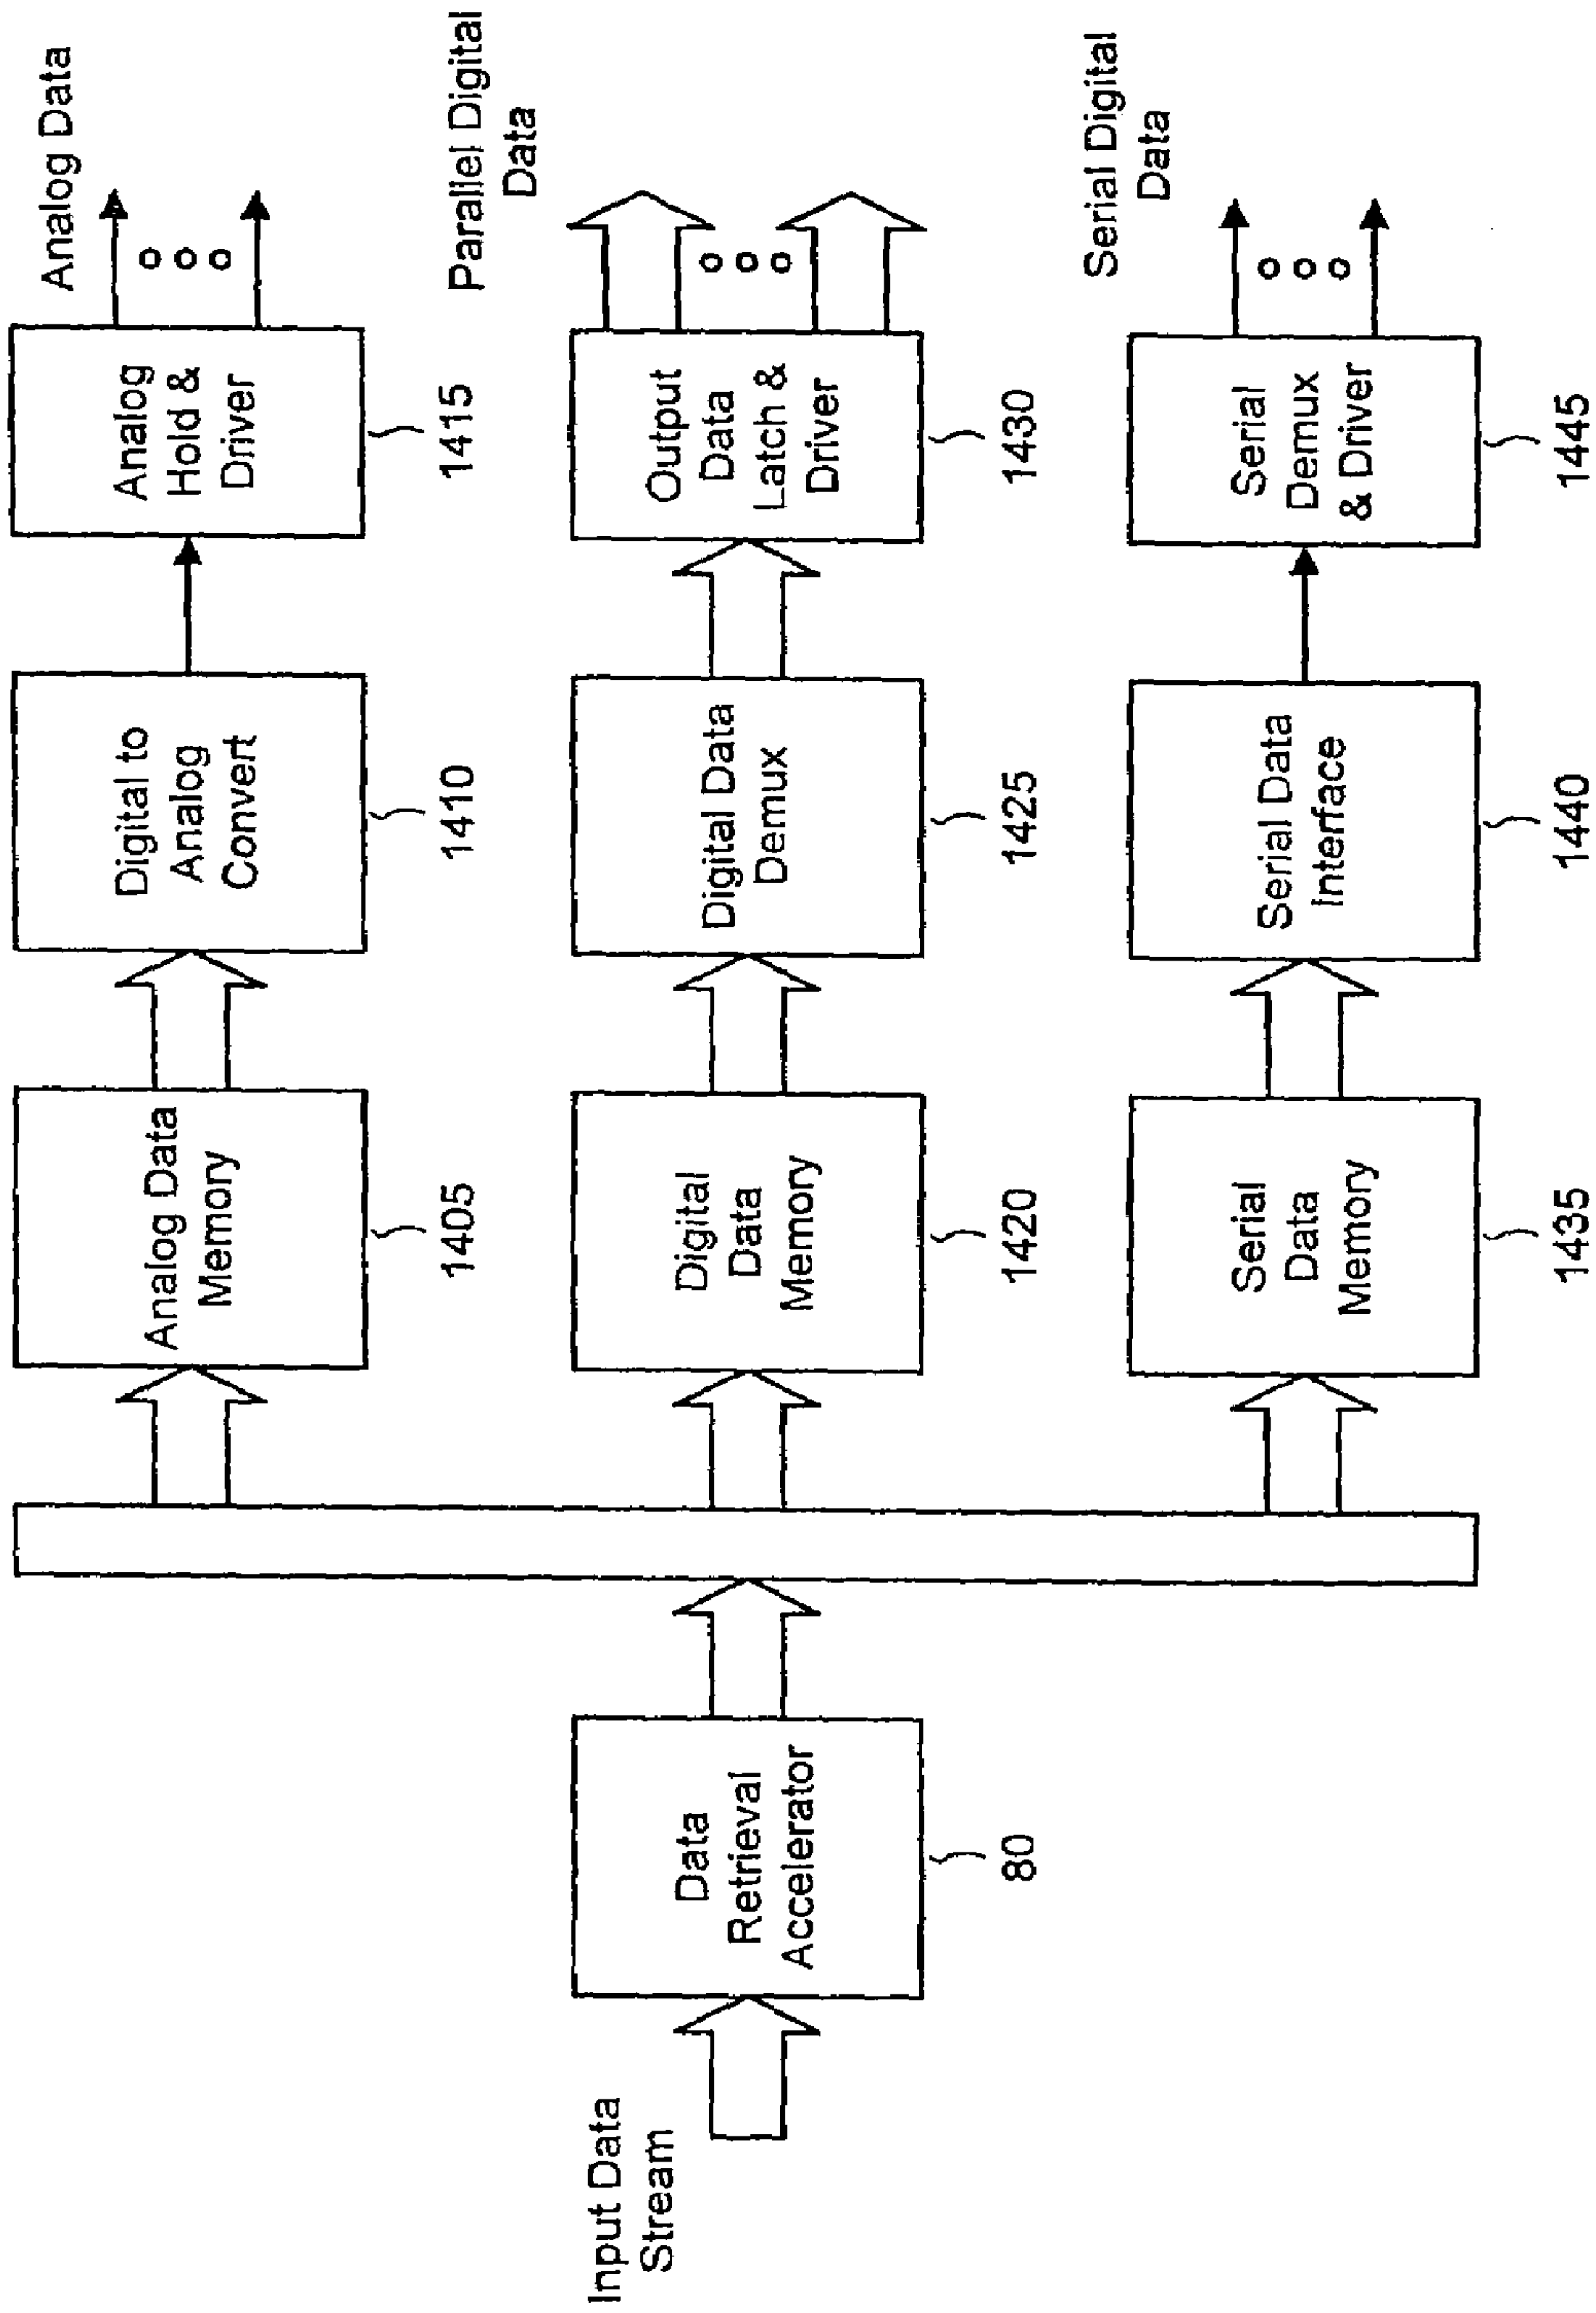 Input Data
Stream
Data
Retrieval
Accelerator
80
Analog Data
Memory
1405
Digital to
Analog
Convert
1410
Analog
Hold &
Driver
1415
Analog Data
Digital
Data
Memory
1420
Digital Data
Demux
1425
Output
Data
Latch &
Driver
1430
Parallel Digital
Data
Serial
Data
Memory
1435
Serial Data
Interface
1440
Serial
Demux
& Driver
1445
Serial Digital
Data